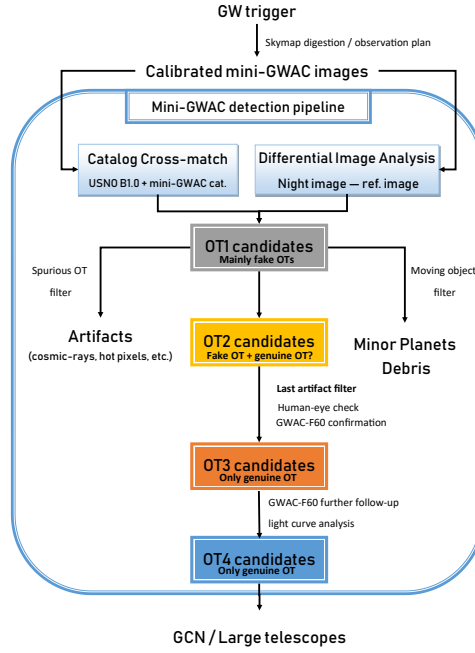 GW trigger
Skymap digestion / observation plan
Calibrated mini-GWAC images
Mini-GWAC detection pipeline
Catalog Cross-match
USNO B1.0 + mini-GWAC cat.
Differential Image Analysis
Night image — ref. image
OT1 candidates
Mainly fake OTs
Spurious OT
filter
Moving object
filter
Artifacts
(cosmic-rays, hot pixels, etc.)
Minor Planets
Debris
OT2 candidates
Fake OT + genuine OT?
Last artifact filter
Human-eye check
GWAC-F60 confirmation
OT3 candidates
Only genuine OT
GWAC-F60 further follow-up
light curve analysis
OT4 candidates
Only genuine OT
GCN / Large telescopes